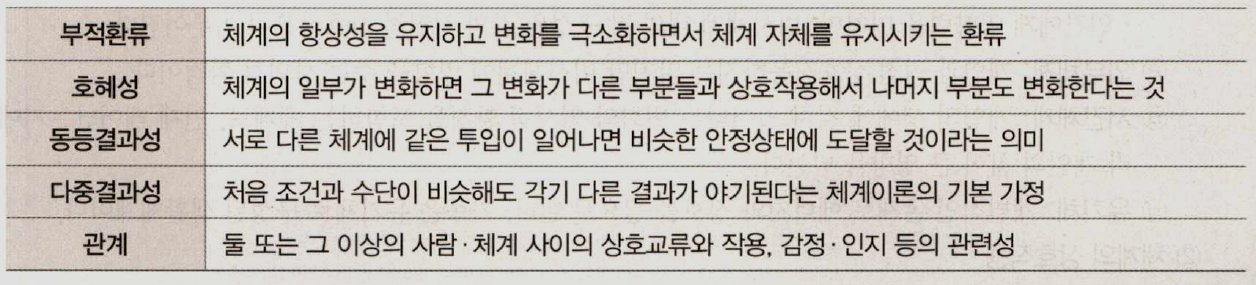 부적환류 체계의 항상성을 유지하고 변화를 극소화하면서 체계 자체를 유지시키는 환류
호혜성 체계의 일부가 변화하면 그 변화가 다른 부분들과 상호작용해서 나머지 부분도 변화한다는 것
동등결과성 서로 다른 체계에 같은 투입이 일어나면 비슷한 안정상태에 도달할 것이라는 의미
다중결과성 처음 조건과 수단이 비슷해도 각기 다른 결과가 야기된다는 체계이론의 기본 가정
관계 둘 또는 그 이상의 사람·체계 사이의 상호교류와 작용, 감정·인지 등의 관련성